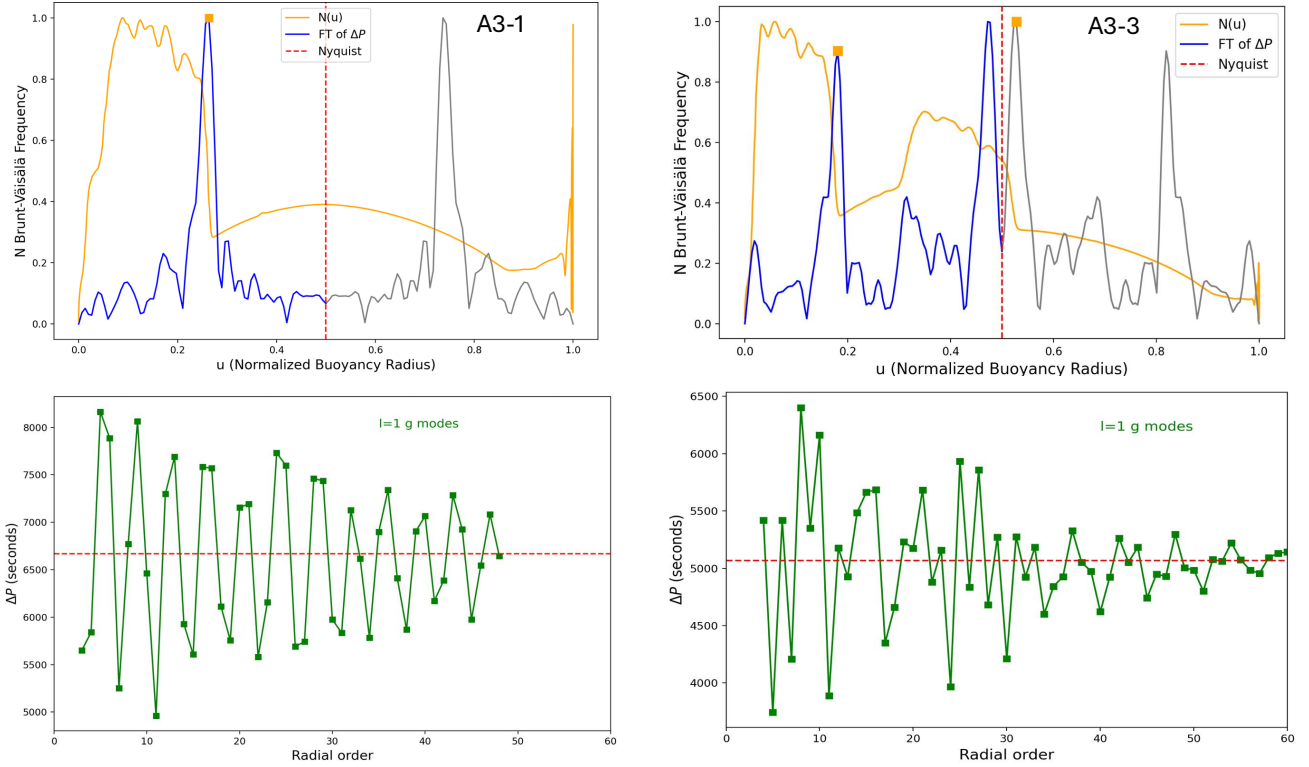 A3-1
N(u)
FT of ΔP
Nyquist
N Brunt-Väisälä Frequency
1.0
0.8
0.6
0.4
0.2
0.0
0.0 0.2 0.4 0.6 0.8 1.0
u (Normalized Buoyancy Radius)
A3-3
N(u)
FT of ΔP
Nyquist
N Brunt-Väisälä Frequency
1.0
0.8
0.6
0.4
0.2
0.0
0.0 0.2 0.4 0.6 0.8 1.0
u (Normalized Buoyancy Radius)
l=1 g modes
ΔP (seconds)
8000
7500
7000
6500
6000
5500
5000
0 10 20 30 40 50 60
Radial order
l=1 g modes
ΔP (seconds)
6500
6000
5500
5000
4500
4000
0 10 20 30 40 50 60
Radial order